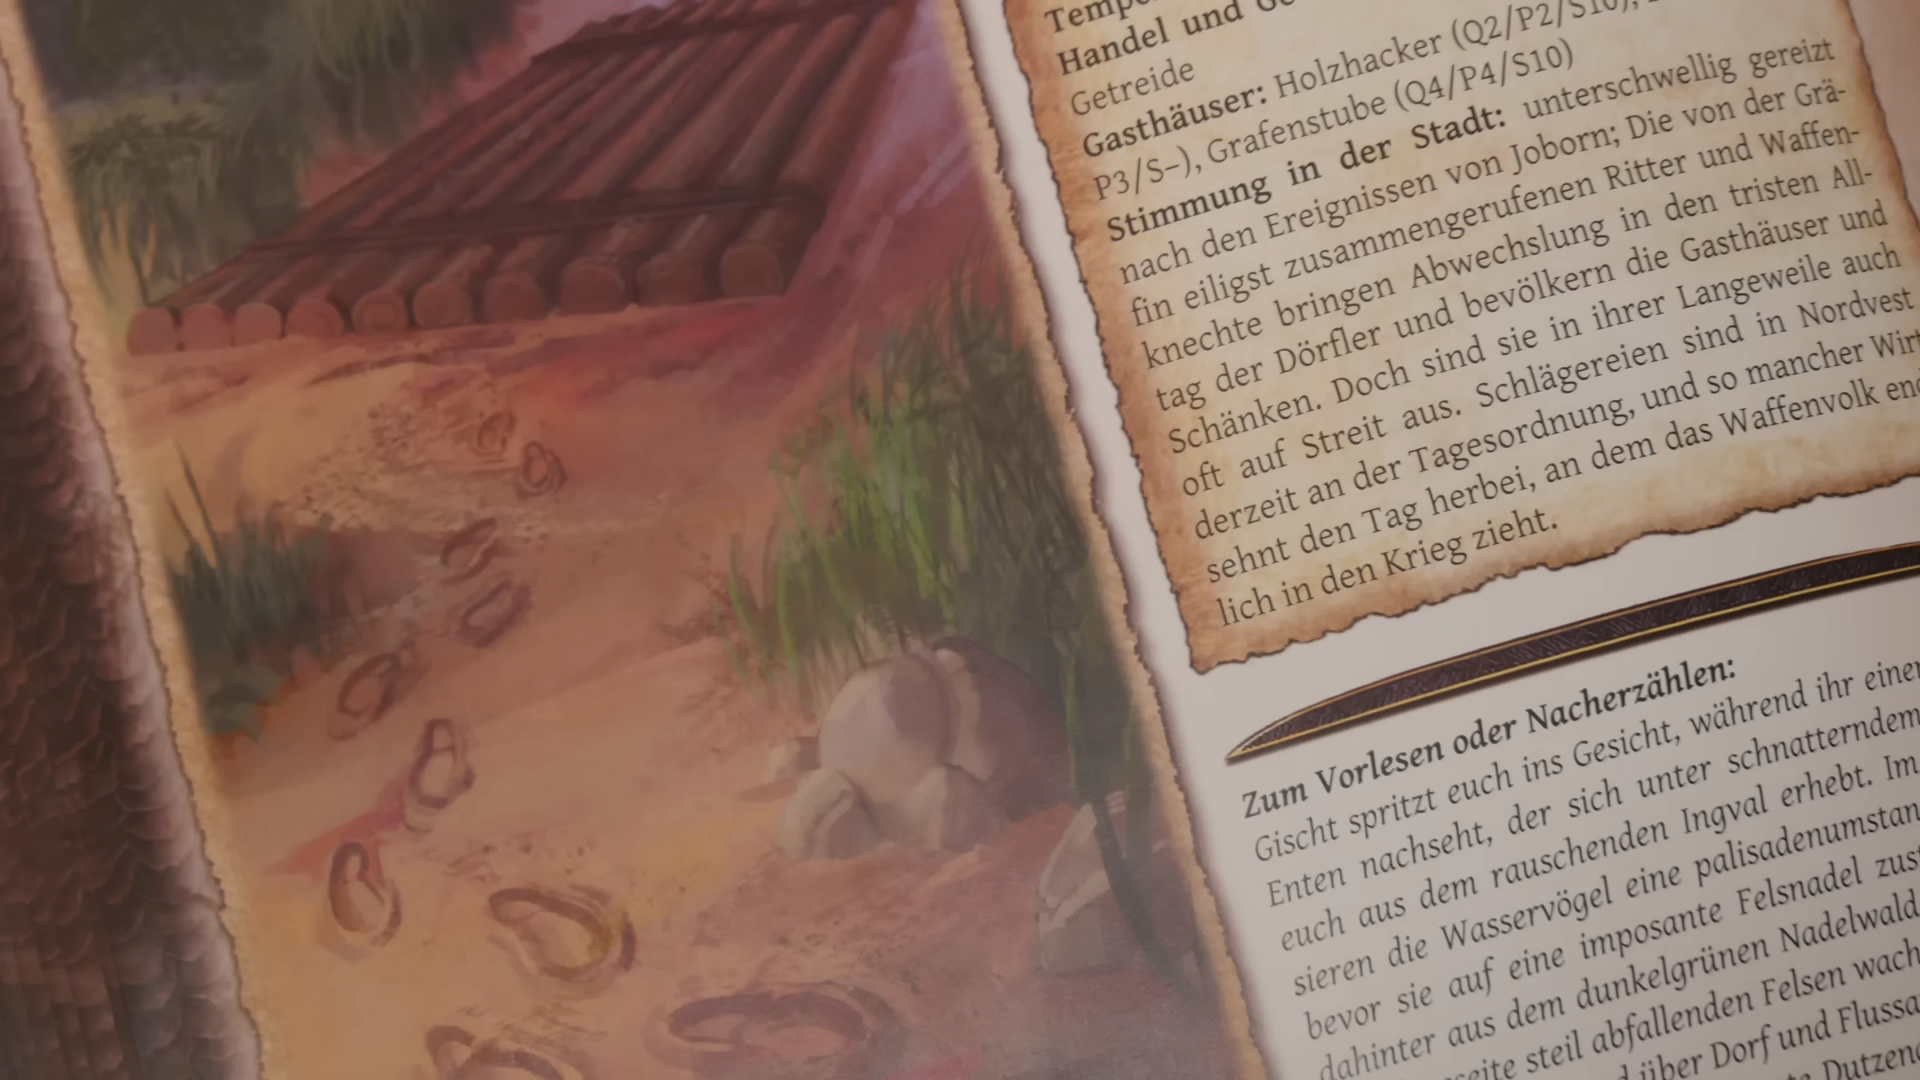 Handel und
Getreide
Gasthäuser: Holzhacker (Q2/P2/S10),
P3/S–), Grafenstube (Q4/P4/S10)
Stimmung in der Stadt: unterschwellig gereizt
nach den Ereignissen von Joborn; Die von der Grä-
fin eiligst zusammengerufenen Ritter und Waffen-
knechte bringen Abwechslung in den tristen All-
tag der Dörfler und bevölkern die Gasthäuser und
Schänken. Doch sind sie in ihrer Langeweile auch
oft auf Streit aus. Schlägereien sind in Nordvest
derzeit an der Tagesordnung, und so mancher Wirt
sehnt den Tag herbei, an dem das Waffenvolk end
lich in den Krieg zieht.
Zum Vorlesen oder Nacherzählen:
Gischt spritzt euch ins Gesicht, während ihr einer
Enten nachseht, der sich unter schnatterndem
euch aus dem rauschenden Ingval erhebt. Im
sieren die Wasservögel eine palisadenumstan
bevor sie auf eine imposante Felsnadel zust
dahinter aus dem dunkelgrünen Nadelwald
seite steil abfallenden Felsen wach
über Dorf und Flussa
Dutzend